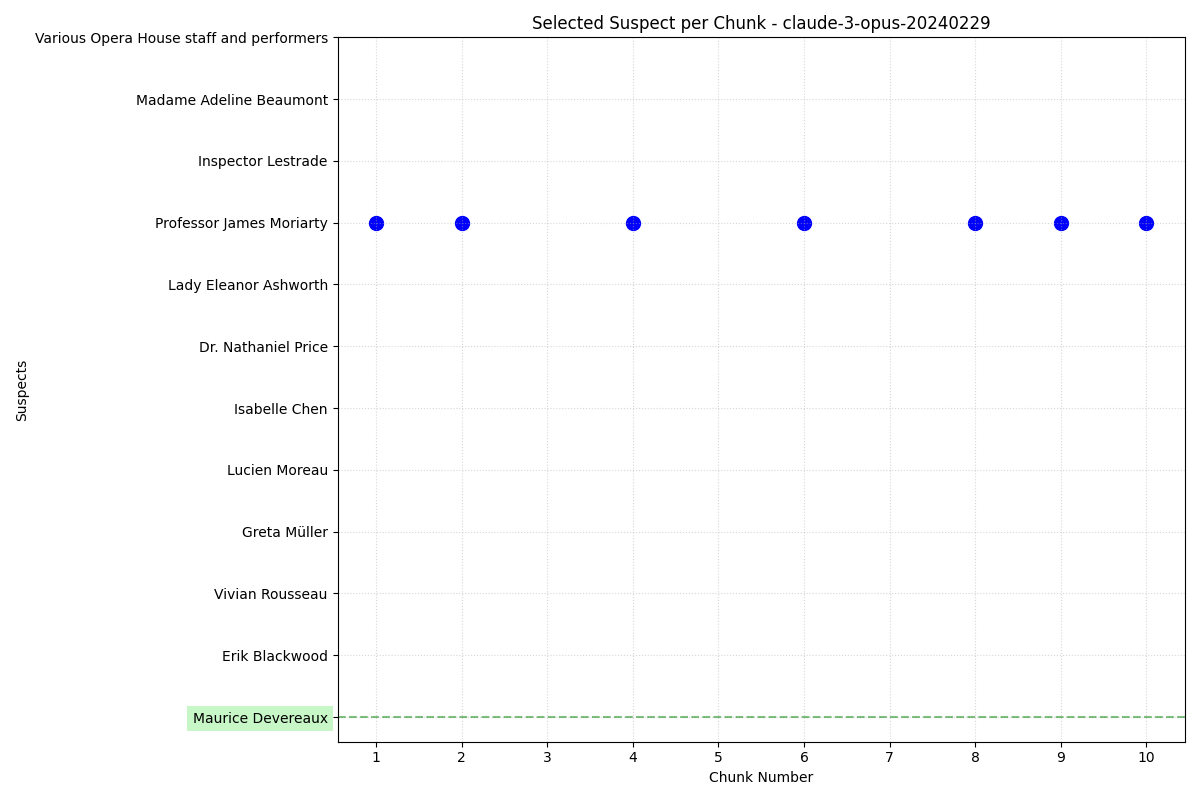 Selected Suspect per Chunk - claude-3-opus-20240229
Various Opera House staff and performers
Madame Adeline Beaumont
Inspector Lestrade
Professor James Moriarty
Lady Eleanor Ashworth
Dr. Nathaniel Price
Isabelle Chen
Lucien Moreau
Greta Müller
Vivian Rousseau
Erik Blackwood
Maurice Devereaux
Suspects
1 2 3 4 5 6 7 8 9 10
Chunk Number